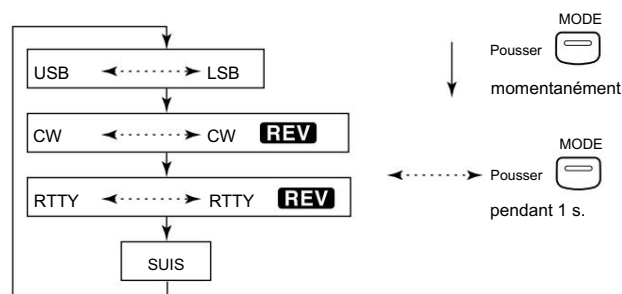 MODE
Pousser
momentanément
USB LSB
CW CW REV
MODE
Pousser
pendant 1 s.
RTTY RTTY REV
SUIS